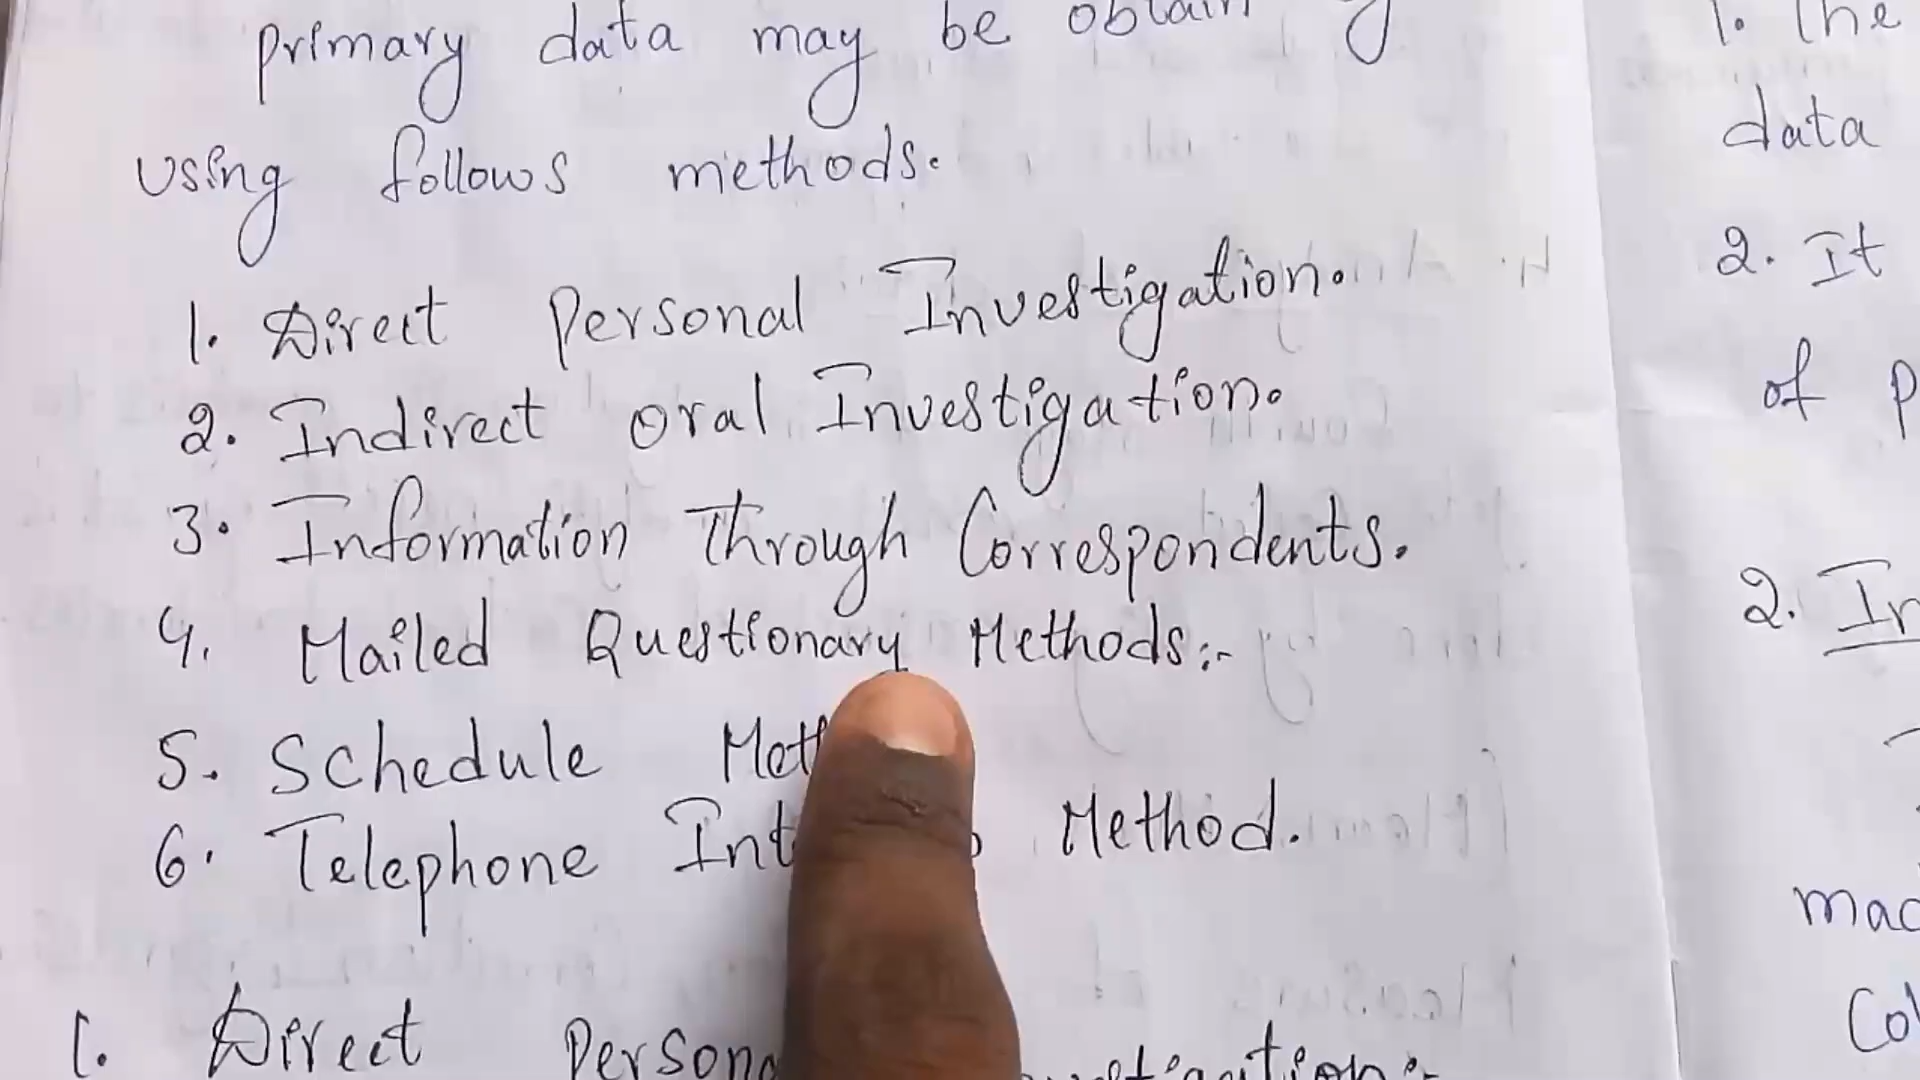 primary data may be obtain
using follows methods.
1. Direct Personal Investigation.
2. Indirect oral Investigation.
3. Information Through Correspondents.
4. Mailed Questionary Methods:-
5. Schedule
6. Telephone Method.
1. Direct
1. The
data
2. It
of
2.